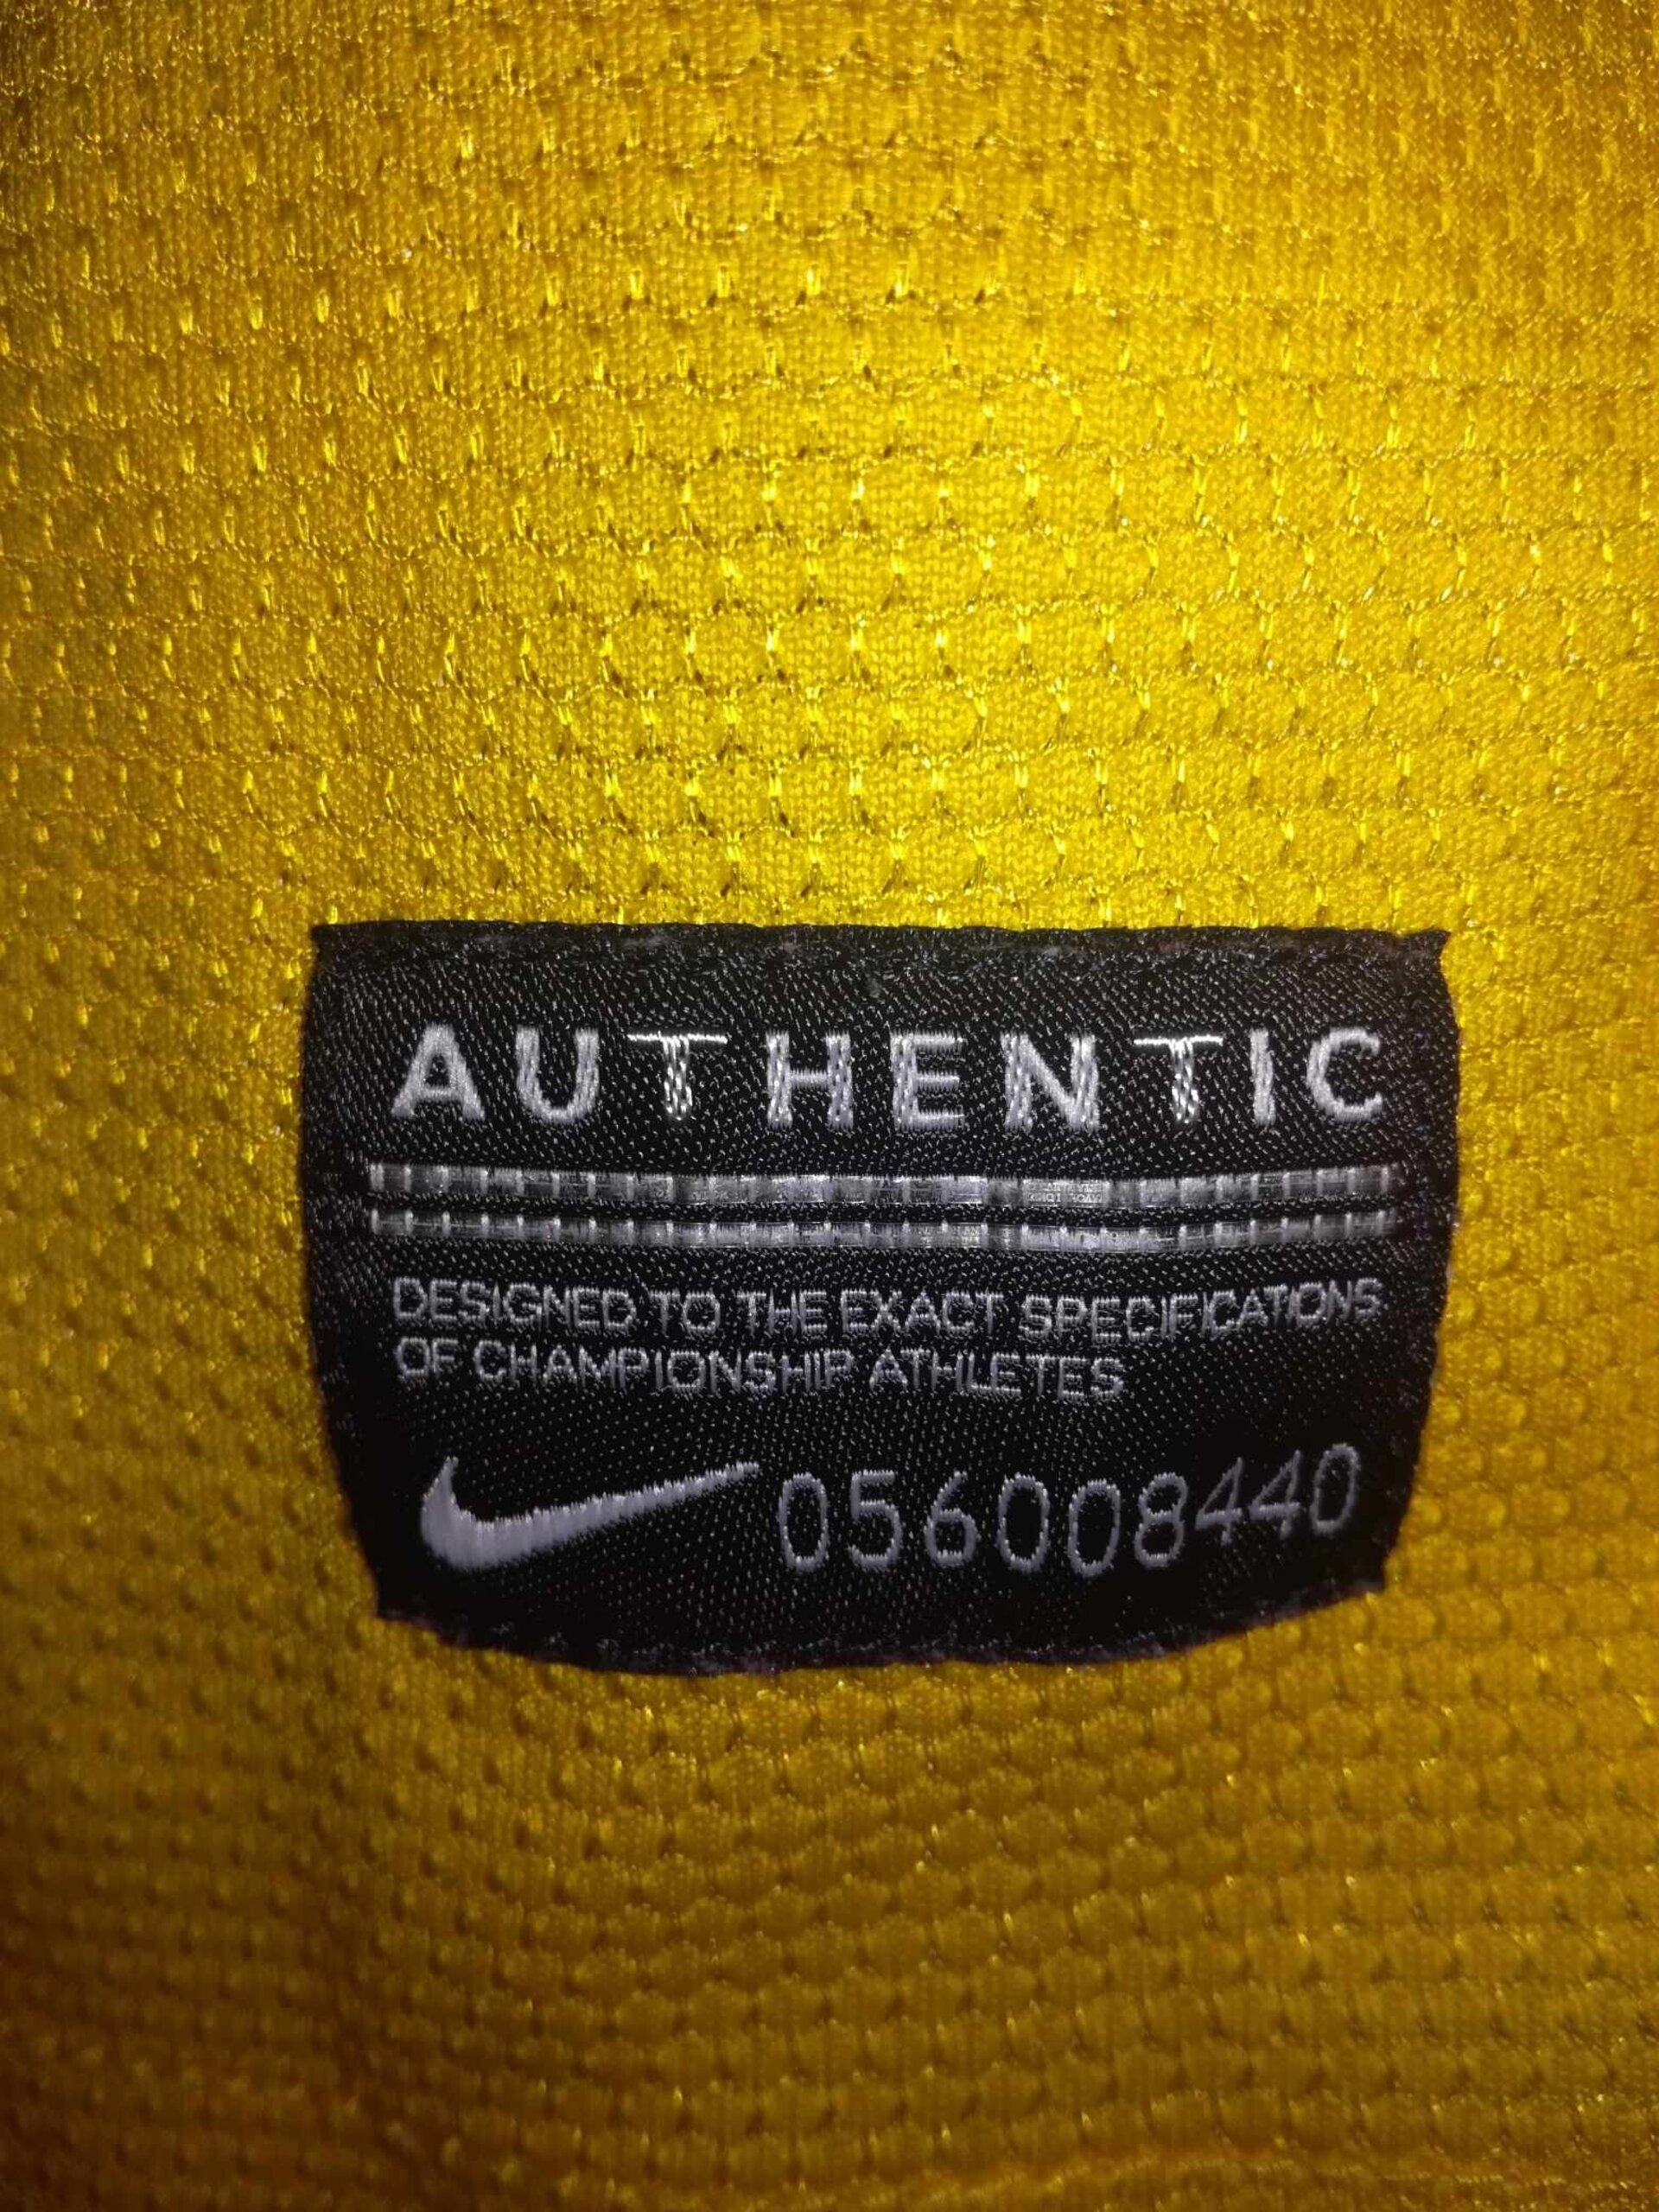 AUTHENTIC
DESIGNED TO THE EXACT SPECIFICATIONS
OF CHAMPIONSHIP ATHLETES
056008440